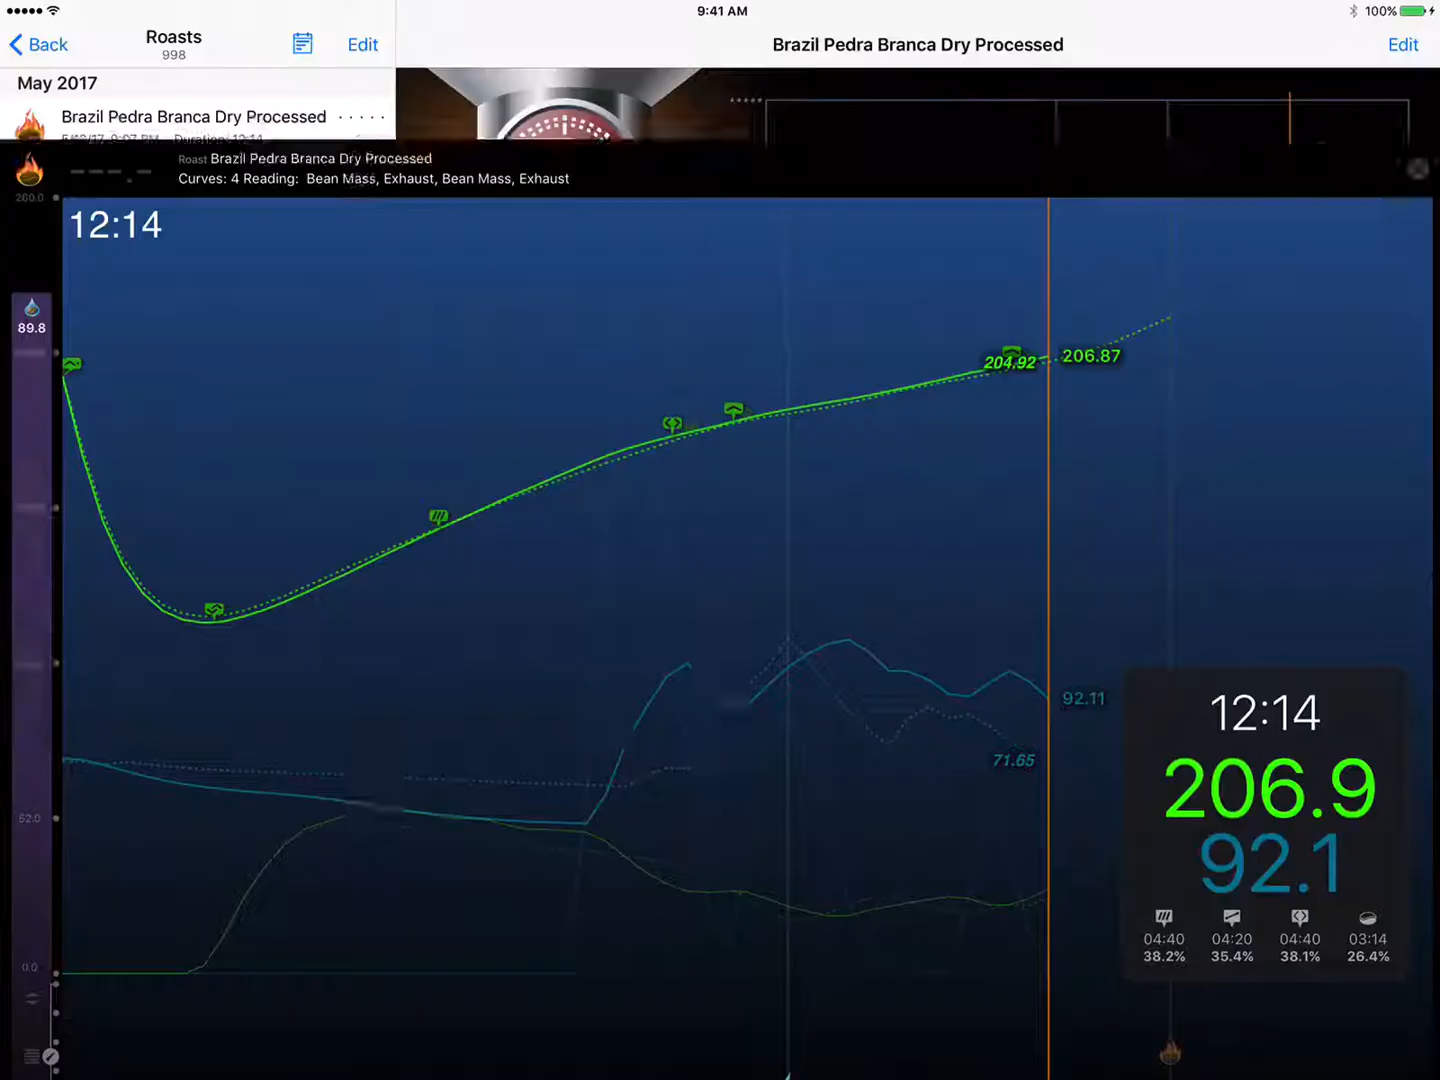 9:41 AM
100%
Back
Roasts
998
Edit
Brazil Pedra Branca Dry Processed
Edit
May 2017
Brazil Pedra Branca Dry Processed
Duration: 12:14
Roast Brazil Pedra Branca Dry Processed
Curves: 4 Reading: Bean Mass, Exhaust, Bean Mass, Exhaust
260.0
12:14
89.8
204.92
206.87
92.11
71.65
52.0
0.0
12:14
206.9
92.1
04:40 04:20 04:40 03:14
38.2% 35.4% 38.1% 26.4%